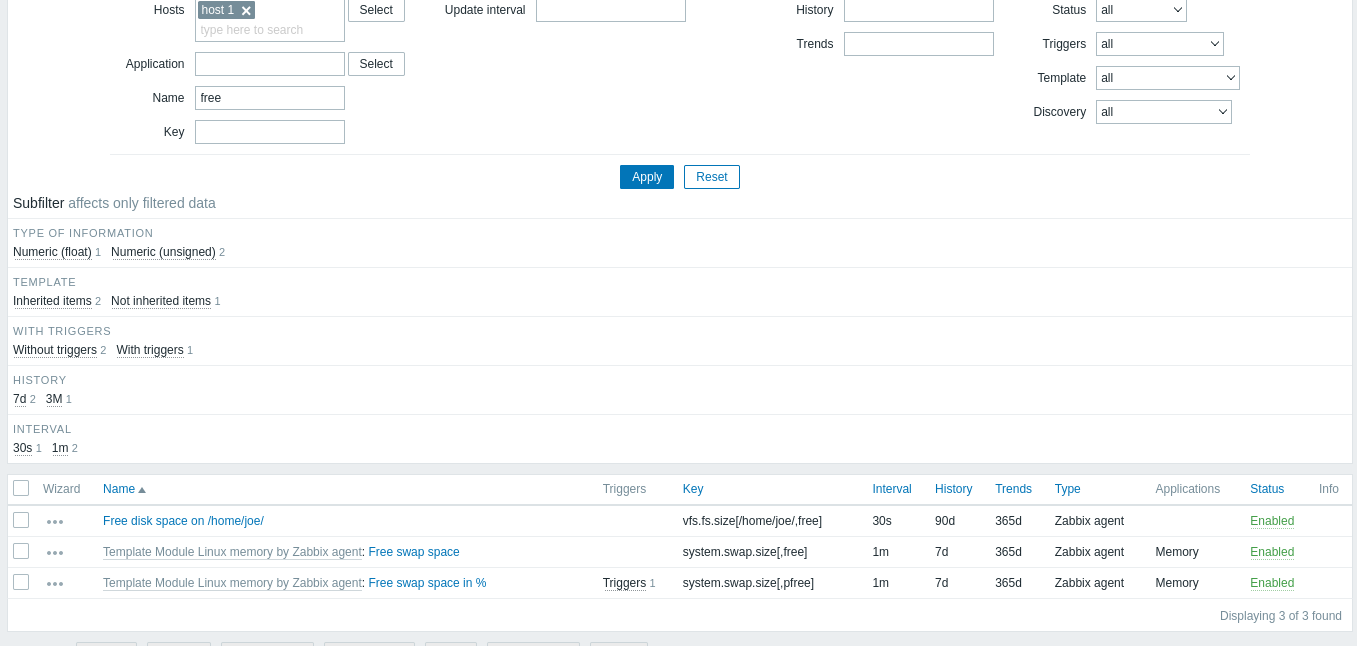 Hosts host 1 Select Update interval History Status all
type here to search
Trends Triggers all
Application Select
Template all
Name free
Discovery all
Key
Apply Reset
Subfilter affects only filtered data
TYPE OF INFORMATION
Numeric (float) 1 Numeric (unsigned) 2
TEMPLATE
Inherited items 2 Not inherited items 1
WITH TRIGGERS
Without triggers 2 With triggers 1
HISTORY
7d 2 3M 1
INTERVAL
30s 1 1m 2
Wizard Name Triggers Key Interval History Trends Type Applications Status Info
Free disk space on /home/joe/ vfs.fs.size[/home/joe/,free] 30s 90d 365d Zabbix agent Enabled
Template Module Linux memory by Zabbix agent: Free swap space system.swap.size[,free] 1m 7d 365d Zabbix agent Memory Enabled
Template Module Linux memory by Zabbix agent: Free swap space in % Triggers 1 system.swap.size[,pfree] 1m 7d 365d Zabbix agent Memory Enabled
Displaying 3 of 3 found